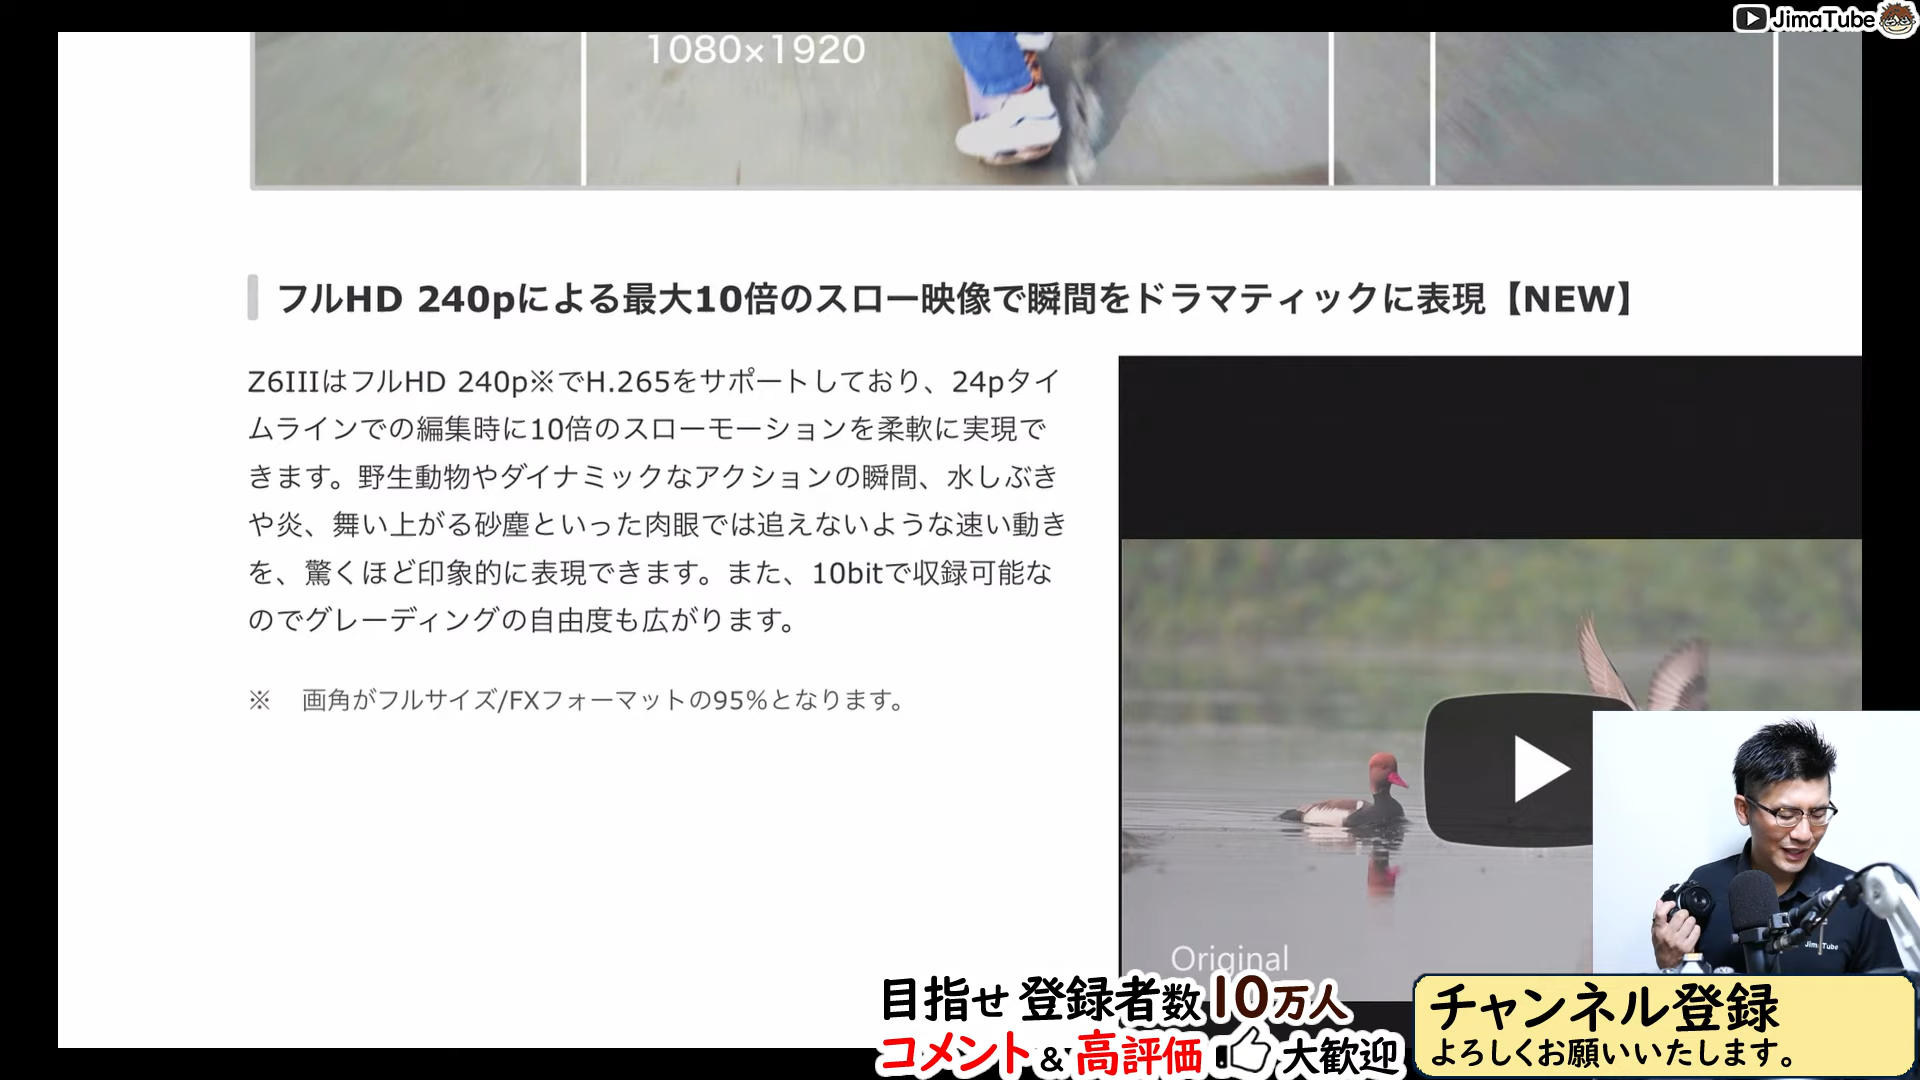 JimaTube
1080×1920
フルHD 240pによる最大10倍のスロー映像で瞬間をドラマティックに表現【NEW】
Z6IIIはフルHD 240p※でH.265をサポートしており、24pタイ
ムラインでの編集時に10倍のスローモーションを柔軟に実現で
きます。野生動物やダイナミックなアクションの瞬間、水しぶき
や炎、舞い上がる砂塵といった肉眼では追えないような速い動き
を、驚くほど印象的に表現できます。また、10bitで収録可能な
のでグレーディングの自由度も広がります。
※ 画角がフルサイズ/FXフォーマットの95%となります。
Original
JimaTube
目指せ 登録者数 10万人
コメント & 高評価 大歓迎
チャンネル登録
よろしくお願いいたします。